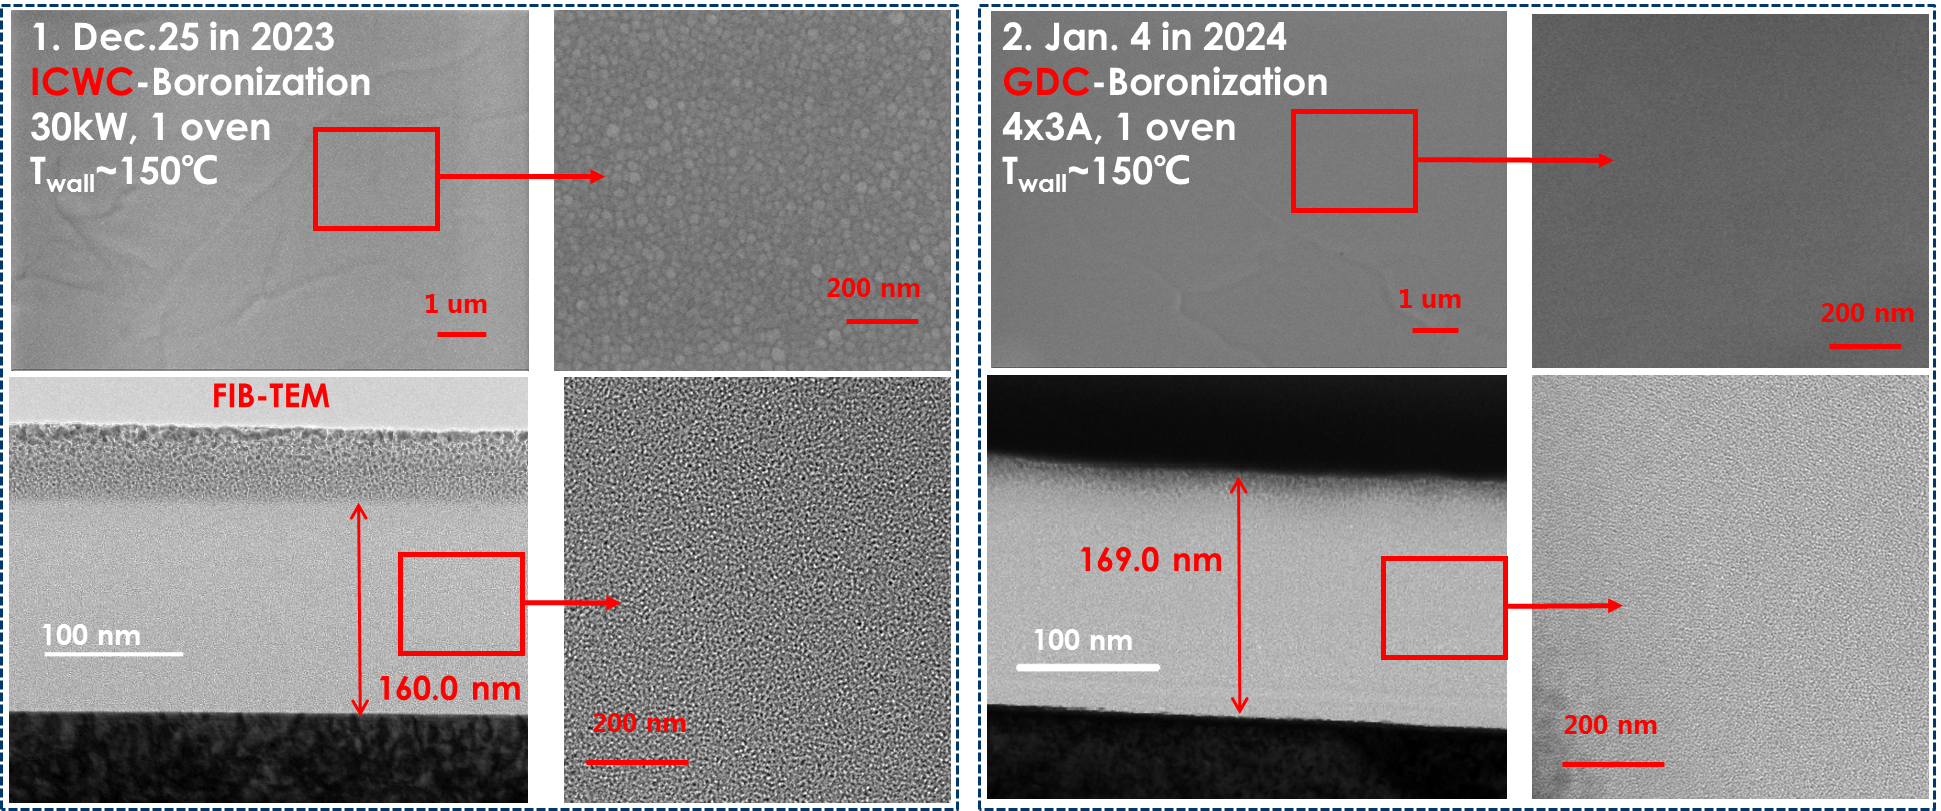 1. Dec.25 in 2023
ICWC-Boronization
30kW, 1 oven
Twall~150℃
1 um
200 nm
FIB-TEM
100 nm
160.0 nm
200 nm
2. Jan. 4 in 2024
GDC-Boronization
4x3A, 1 oven
Twall~150℃
1 um
200 nm
169.0 nm
100 nm
200 nm